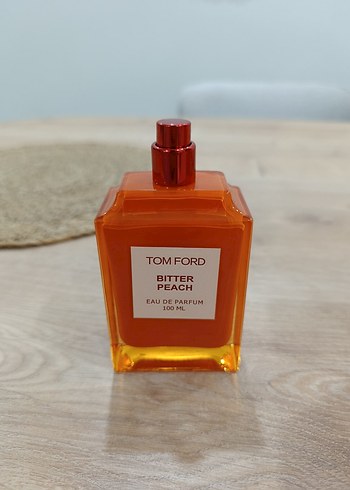 TOM FORD
BITTER
PEACH
EAU DE PARFUM
100 ML